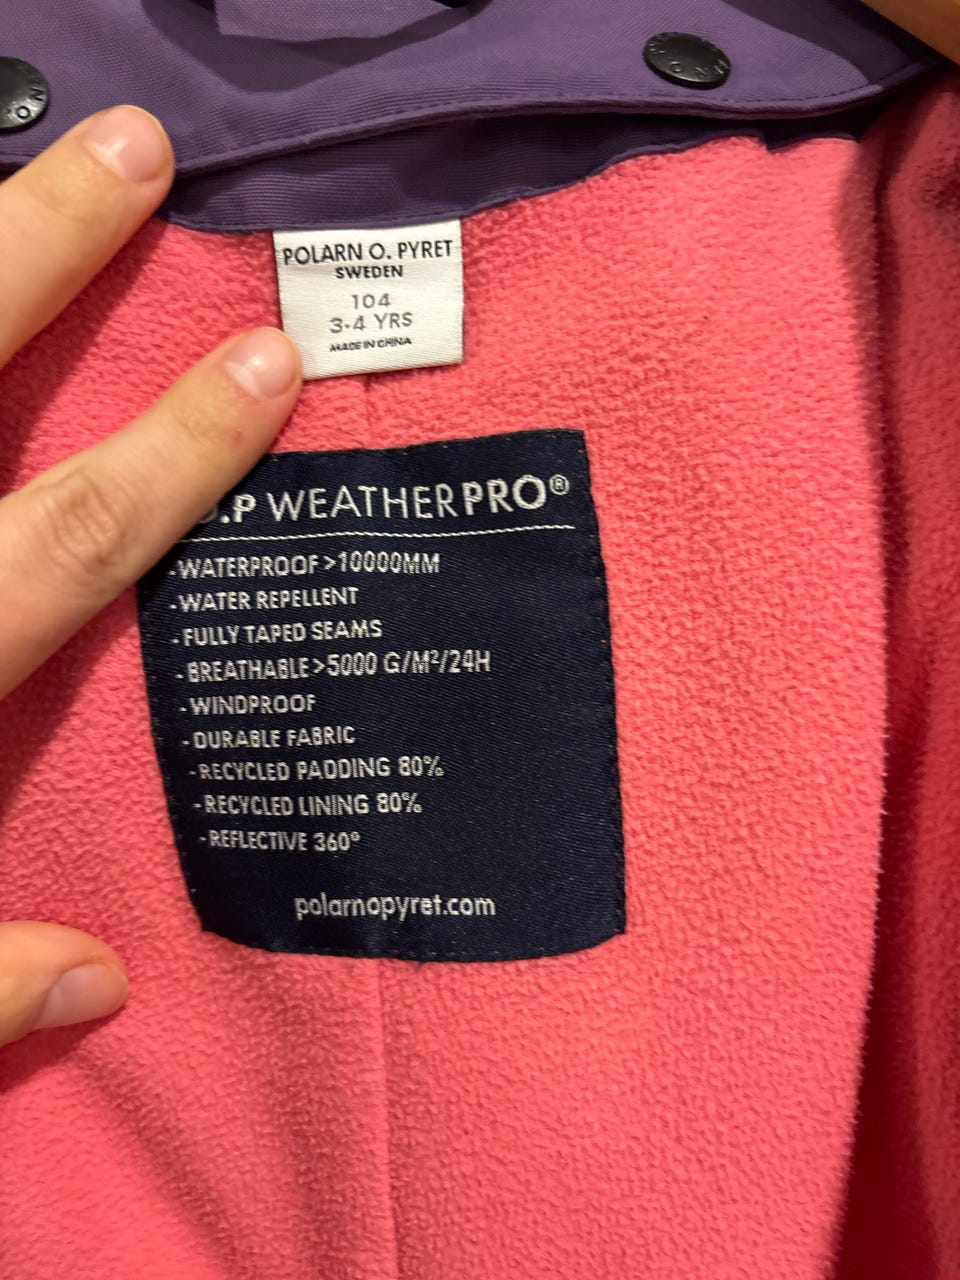 POLARN O. PYRET
SWEDEN
104
3-4 YRS
MADE IN CHINA
.P WEATHERPRO®
-WATERPROOF >10000MM
-WATER REPELLENT
-FULLY TAPED SEAMS
-BREATHABLE >5000 G/M²/24H
-WINDPROOF
-DURABLE FABRIC
-RECYCLED PADDING 80%
-RECYCLED LINING 80%
-REFLECTIVE 360°
polarnopyret.com